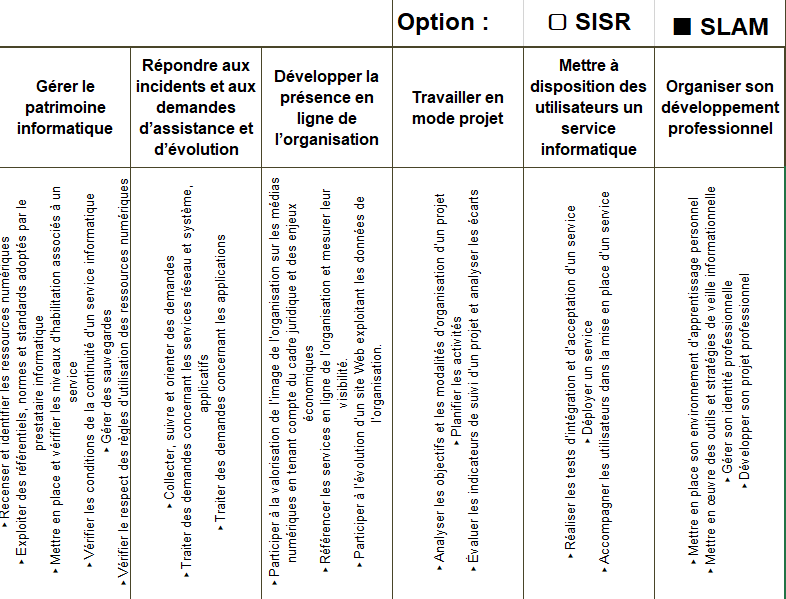 Option :
☐ SISR
■ SLAM
Gérer le
patrimoine
informatique
Répondre aux
incidents et aux
demandes
d'assistance et
d'évolution
Développer la
présence en
ligne de
l'organisation
Travailler en
mode projet
Mettre à
disposition des
utilisateurs un
service
informatique
Organiser son
développement
professionnel
▸ Recenser et identifier les ressources numériques
▸ Exploiter des référentiels, normes et standards adoptés par le
prestataire informatique
▸ Mettre en place et vérifier les niveaux d'habilitation associés à un
service
▸ Vérifier les conditions de la continuité d'un service informatique
▸ Gérer des sauvegardes
▸ Vérifier le respect des règles d'utilisation des ressources numériques
▸ Collecter, suivre et orienter des demandes
▸ Traiter des demandes concernant les services réseau et système,
applicatifs
▸ Traiter des demandes concernant les applications
▸ Participer à la valorisation de l'image de l'organisation sur les médias
numériques en tenant compte du cadre juridique et des enjeux
économiques
▸ Référencer les services en ligne de l'organisation et mesurer leur
visibilité.
▸ Participer à l'évolution d'un site Web exploitant les données de
l'organisation.
▸ Analyser les objectifs et les modalités d'organisation d'un projet
▸ Planifier les activités
▸ Évaluer les indicateurs de suivi d'un projet et analyser les écarts
▸ Réaliser les tests d'intégration et d'acceptation d'un service
▸ Déployer un service
▸ Accompagner les utilisateurs dans la mise en place d'un service
▸ Mettre en place son environnement d'apprentissage personnel
▸ Mettre en œuvre des outils et stratégies de veille informationnelle
▸ Gérer son identité professionnelle
▸ Développer son projet professionnel